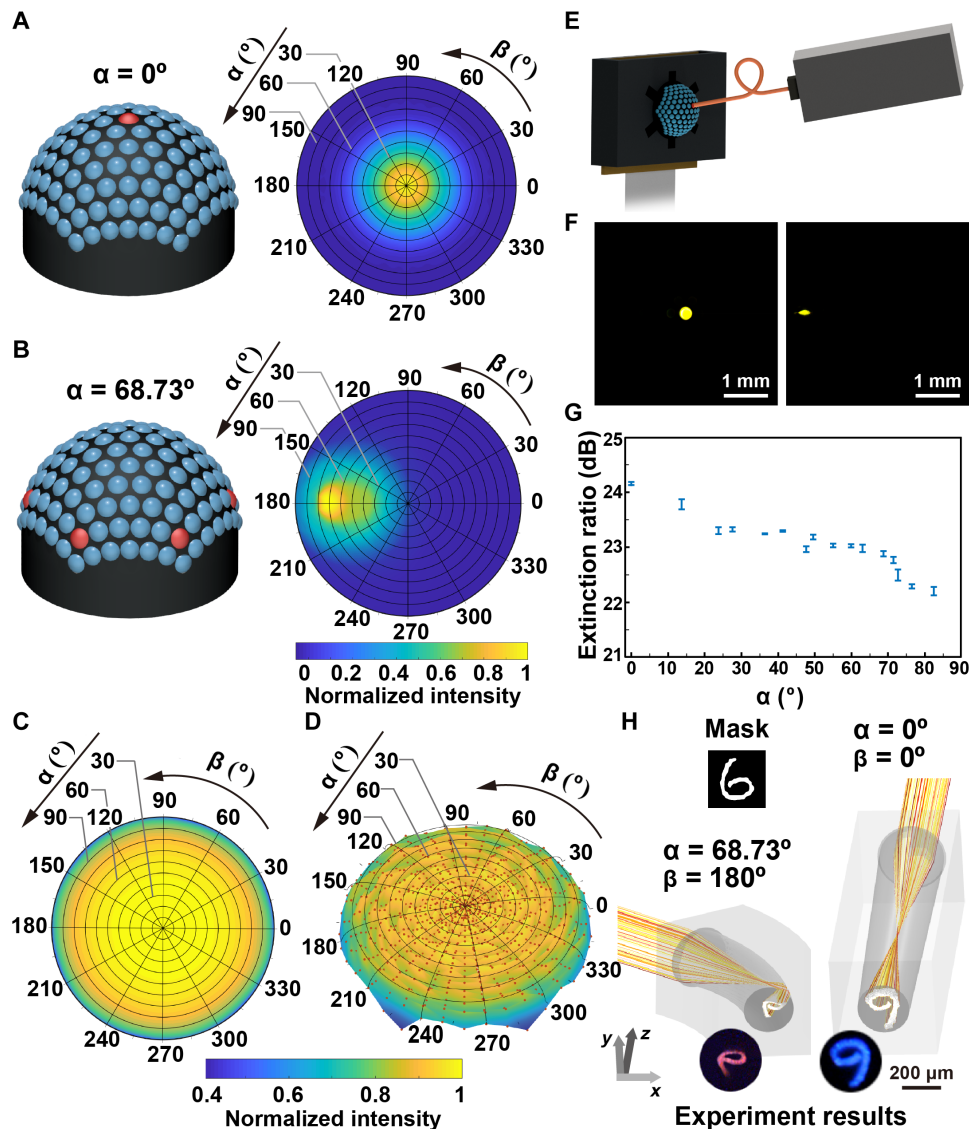 A
α = 0º
α (º)
30
60
90
β (º)
90
120
60
150
30
180
0
210
330
240
300
270
B
α = 68.73º
α (º)
30
60
90
β (º)
90
120
60
150
30
180
0
210
330
240
300
270
0 0.2 0.4 0.6 0.8 1
Normalized intensity
C
α (º)
30
60
90
β (º)
90
120
60
150
30
180
0
210
330
240
300
270
D
α (º)
30
60
90
β (º)
90
120
60
150
30
180
0
210
330
240
300
270
0.4 0.6 0.8 1
Normalized intensity
E
F
1 mm
1 mm
G
Extinction ratio (dB)
25
24
23
22
21
0 10 20 30 40 50 60 70 80 90
α (º)
H
Mask
6
α = 0º
β = 0º
α = 68.73º
β = 180º
y
z
x
200 µm
Experiment results